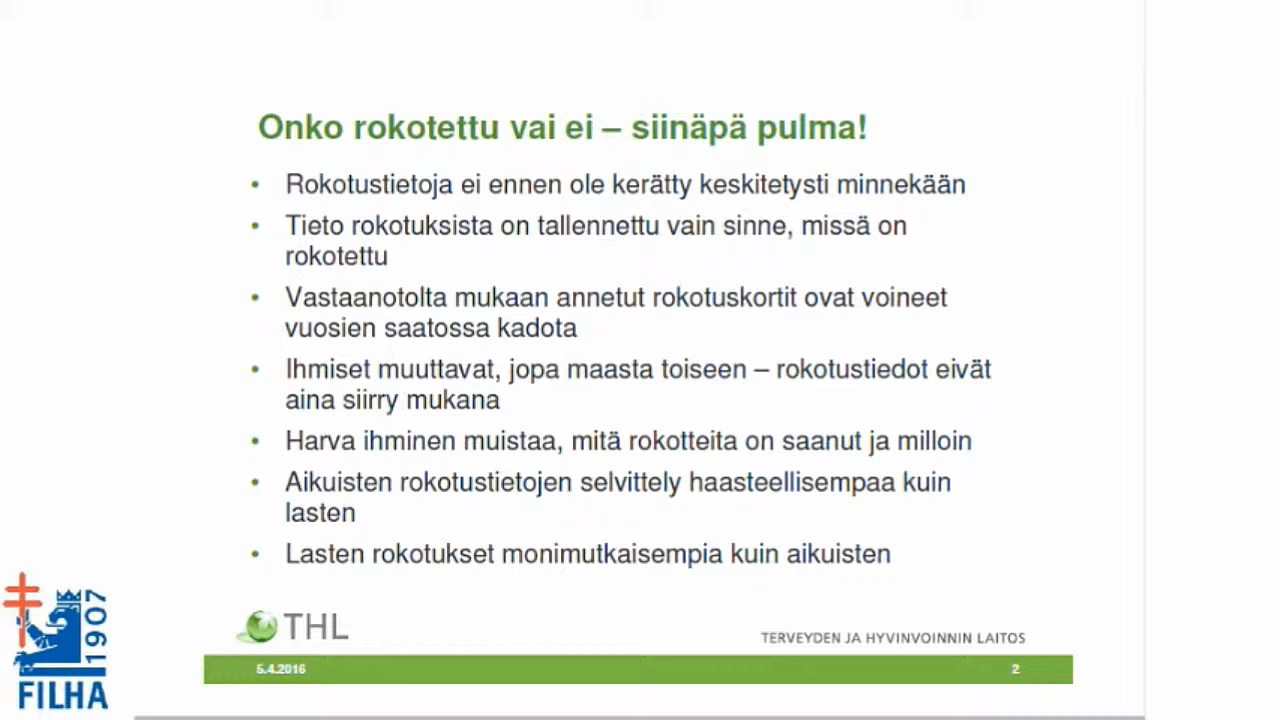 Onko rokotettu vai ei – siinäpä pulma!
• Rokotustietoja ei ennen ole kerätty keskitetysti minnekään
• Tieto rokotuksista on tallennettu vain sinne, missä on
rokotettu
• Vastaanotolta mukaan annetut rokotuskortit ovat voineet
vuosien saatossa kadota
• Ihmiset muuttavat, jopa maasta toiseen – rokotustiedot eivät
aina siirry mukana
• Harva ihminen muistaa, mitä rokotteita on saanut ja milloin
• Aikuisten rokotustietojen selvittely haasteellisempaa kuin
lasten
• Lasten rokotukset monimutkaisempia kuin aikuisten
1907
FILHA
THL
TERVEYDEN JA HYVINVOINNIN LAITOS
5.4.2016
2